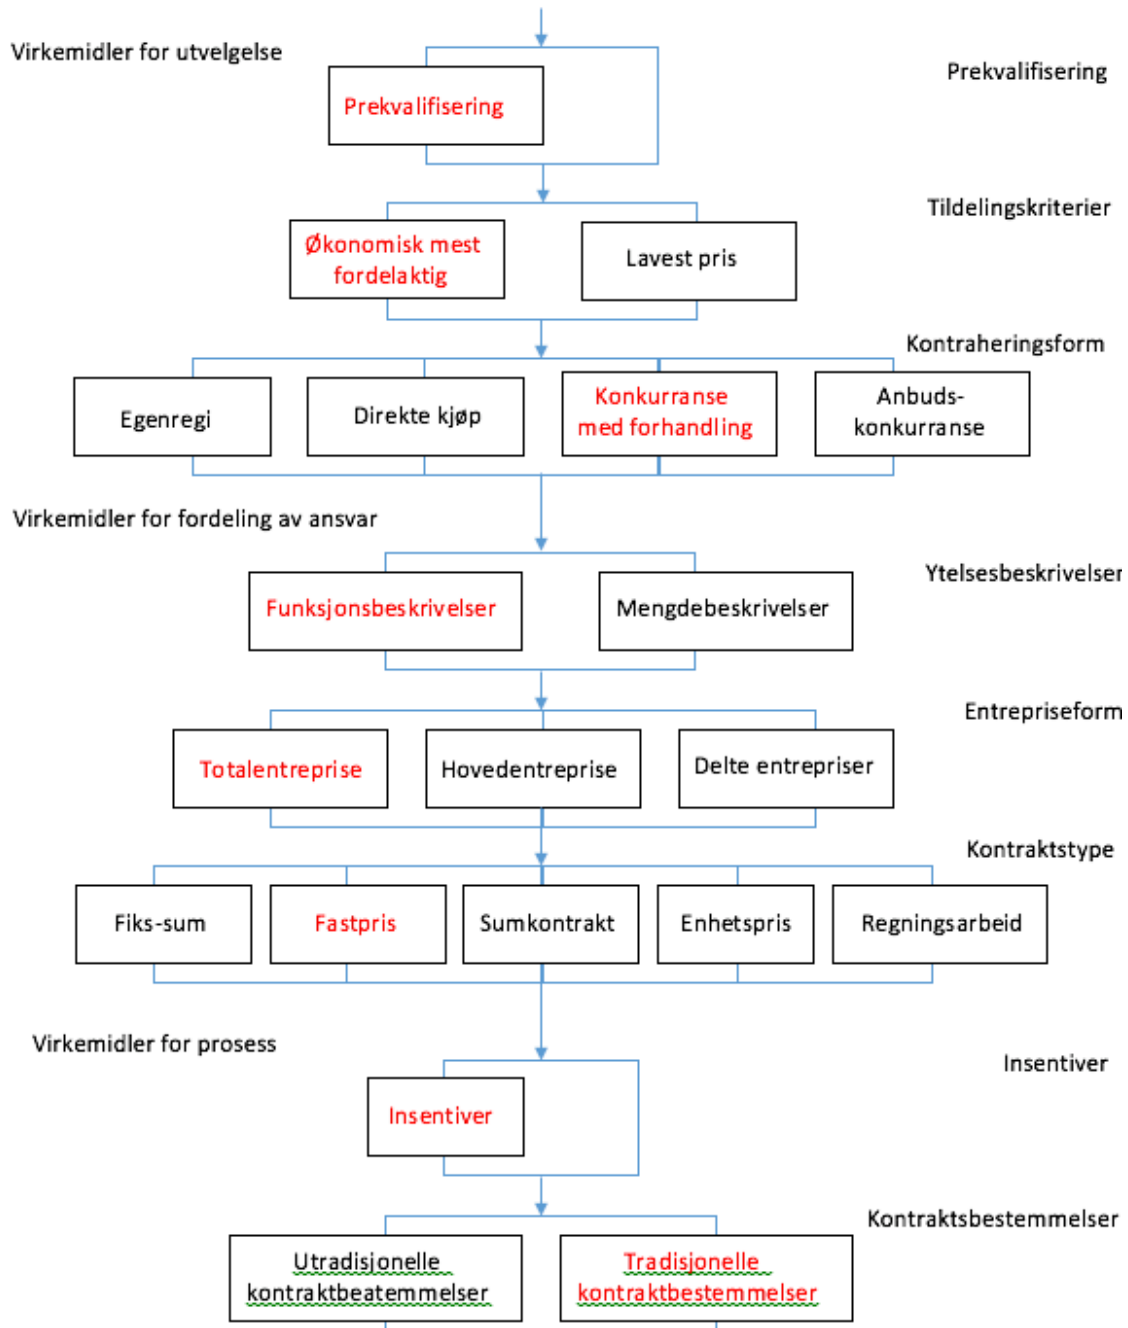 Virkemidler for utvelgelse
Prekvalifisering
Prekvalifisering
Tildelingskriterier
Økonomisk mest
fordelaktig
Lavest pris
Kontraheringsform
Egenregi
Direkte kjøp
Konkurranse
med forhandling
Anbuds-
konkurranse
Virkemidler for fordeling av ansvar
Ytelsesbeskrivelser
Funksjonsbeskrivelser
Mengdebeskrivelser
Entrepriseform
Totalentreprise
Hovedentreprise
Delte entrepriser
Kontraktstype
Fiks-sum
Fastpris
Sumkontrakt
Enhetspris
Regningsarbeid
Virkemidler for prosess
Insentiver
Insentiver
Kontraktsbestemmelser
Utradisjonelle
kontraktbeatemmelser
Tradisjonelle
kontraktbestemmelser